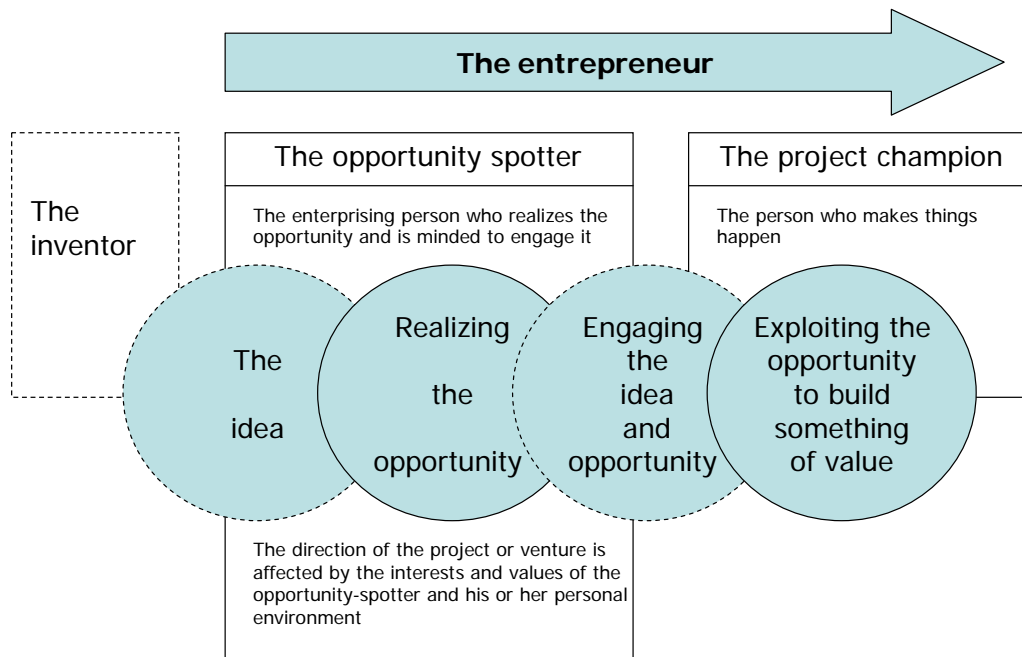 The entrepreneur
The
inventor
The opportunity spotter
The enterprising person who realizes the
opportunity and is minded to engage it
The project champion
The person who makes things
happen
The
idea
Realizing
the
opportunity
Engaging
the
idea
and
opportunity
Exploiting the
opportunity
to build
something
of value
The direction of the project or venture is
affected by the interests and values of the
opportunity-spotter and his or her personal
environment